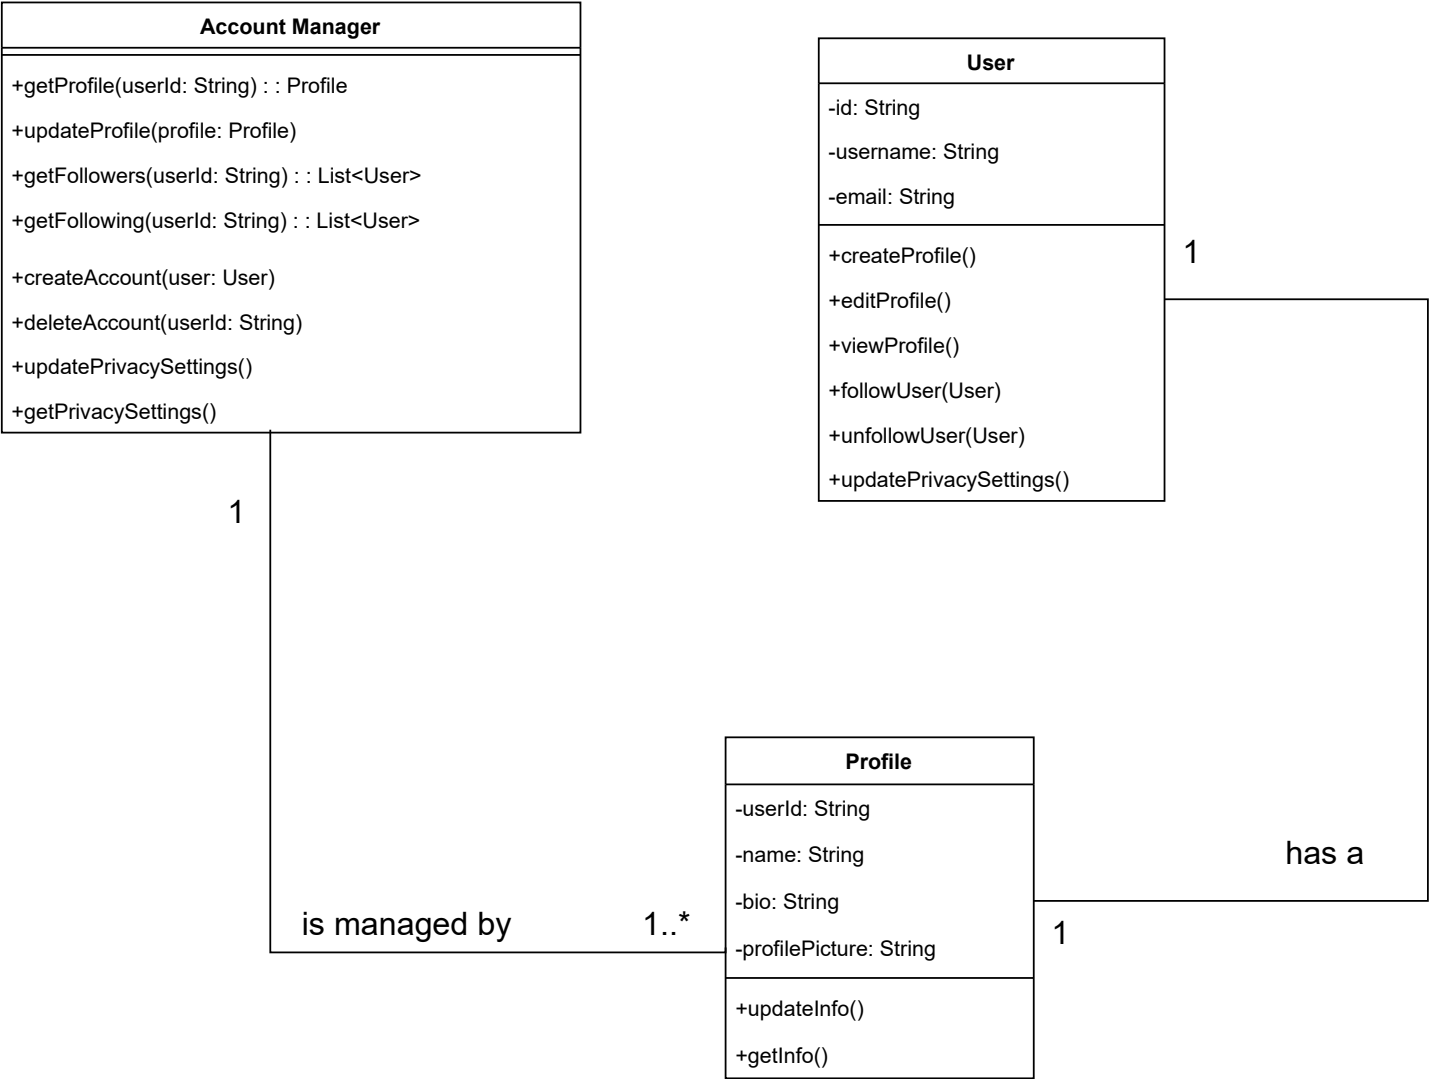 Account Manager
+getProfile(userId: String) : : Profile
+updateProfile(profile: Profile)
+getFollowers(userId: String) : : List<User>
+getFollowing(userId: String) : : List<User>
+createAccount(user: User)
+deleteAccount(userId: String)
+updatePrivacySettings()
+getPrivacySettings()
1
User
-id: String
-username: String
-email: String
+createProfile()
+editProfile()
+viewProfile()
+followUser(User)
+unfollowUser(User)
+updatePrivacySettings()
1
has a
1
is managed by
1..*
Profile
-userId: String
-name: String
-bio: String
-profilePicture: String
+updateInfo()
+getInfo()